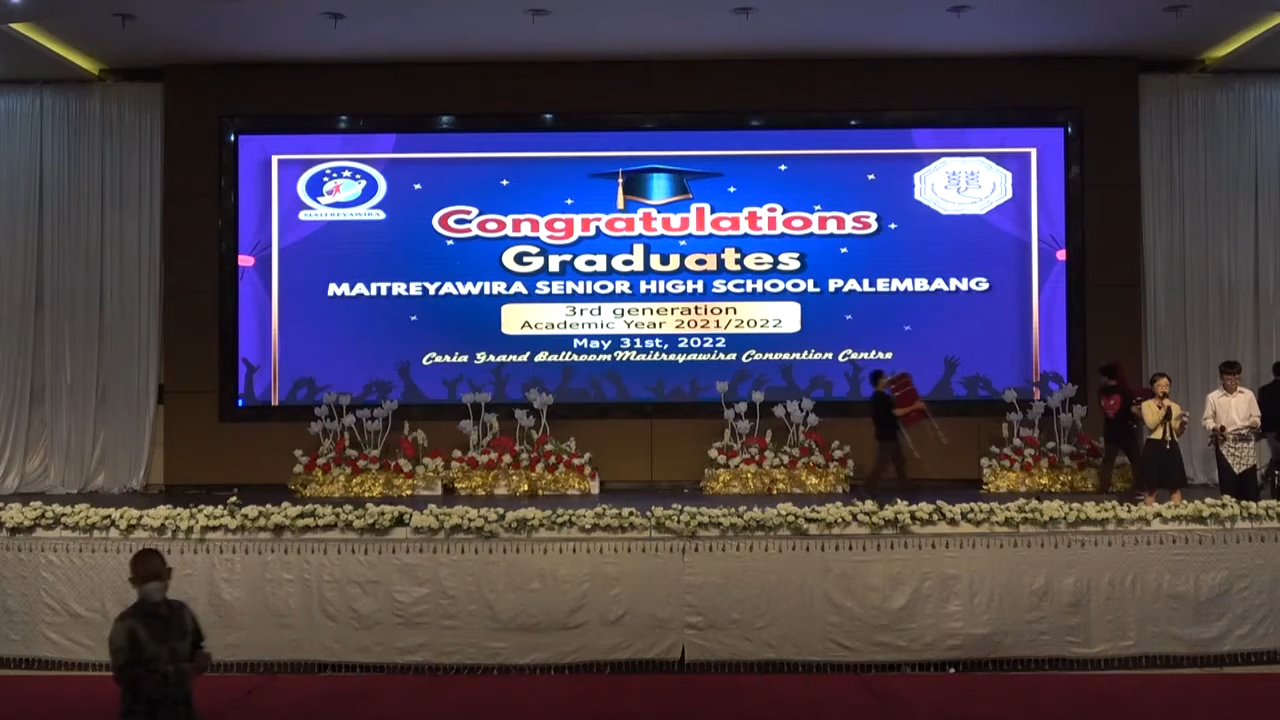 MAITREYAWIRA
Congratulations
Graduates
MAITREYAWIRA SENIOR HIGH SCHOOL PALEMBANG
3rd generation
Academic Year 2021/2022
May 31st, 2022
Ceria Grand Ballroom Maitreyawira Convention Centre